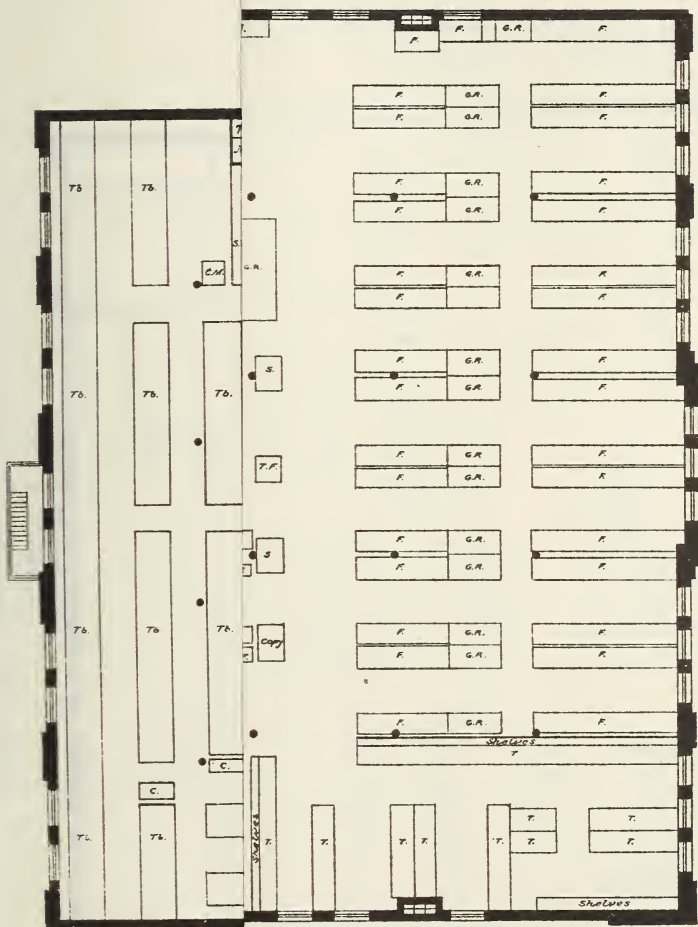 F. F. G.R. F.
F. G.R. F.
F. G.R. F.
Tb Tb.
F. G.R. F.
F. G.R. F.
G.R. C.M.
F. G.R. F.
F. G.R. F.
Tb. Tb. Tb. S.
F. G.R. F.
F. G.R. F.
T.F.
F. G.R. F.
F. G.R. F.
S
F. G.R. F.
F. G.R. F.
Tb. Tb Tb. Copy
F. G.R. F.
F. G.R. F.
F. G.R. F.
Shelves
T
C. C.
Tb. Tb. Shelves T. T. T. T. T. T. T.
T. F.
Shelves